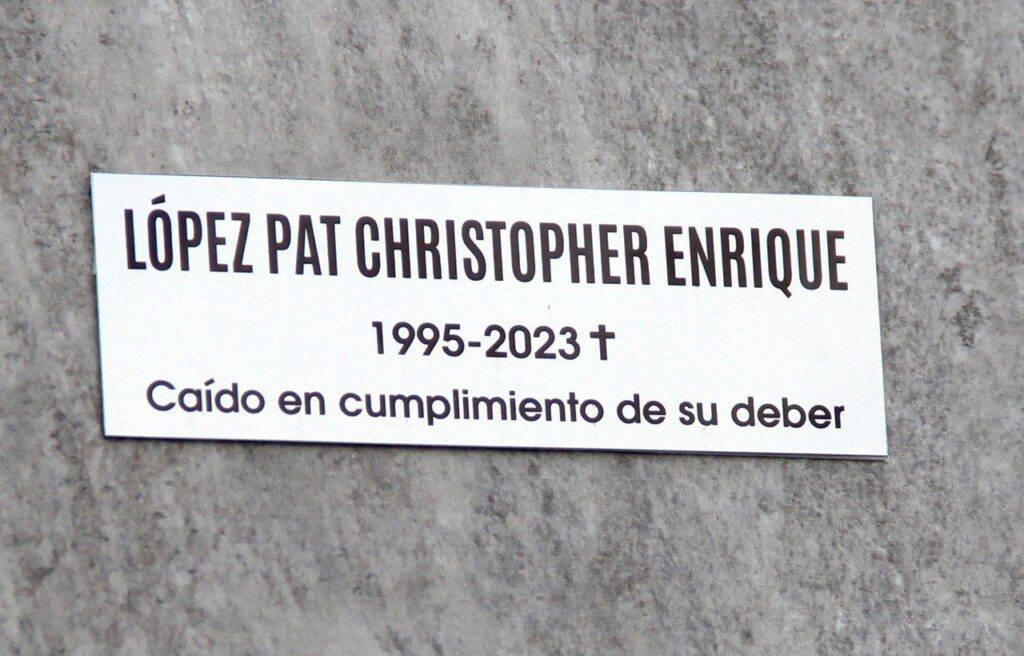 LÓPEZ PAT CHRISTOPHER ENRIQUE
1995-2023✝
Caído en cumplimiento de su deber